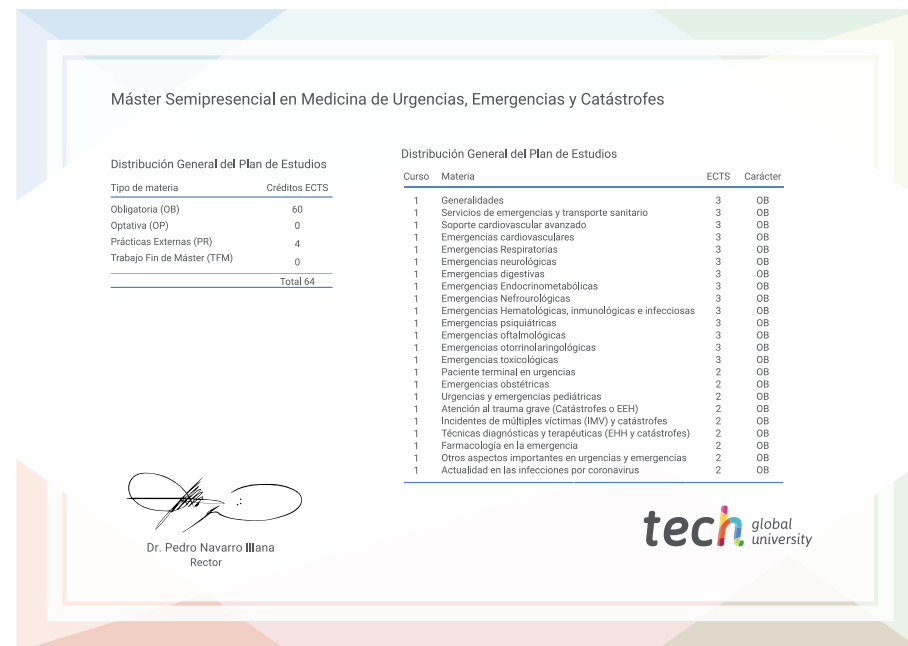 Máster Semipresencial en Medicina de Urgencias, Emergencias y Catástrofes
Distribución General del Plan de Estudios
Tipo de materia Créditos ECTS
Obligatoria (OB) 60
Optativa (OP) 0
Prácticas Externas (PR) 4
Trabajo Fin de Máster (TFM) 0
Total 64
Distribución General del Plan de Estudios
Curso Materia ECTS Carácter
1 Generalidades 3 OB
1 Servicios de emergencias y transporte sanitario 3 OB
1 Soporte cardiovascular avanzado 3 OB
1 Emergencias cardiovasculares 3 OB
1 Emergencias Respiratorias 3 OB
1 Emergencias neurológicas 3 OB
1 Emergencias digestivas 3 OB
1 Emergencias Endocrinometabólicas 3 OB
1 Emergencias Nefrourológicas 3 OB
1 Emergencias Hematológicas, inmunológicas e infecciosas 3 OB
1 Emergencias psiquiátricas 3 OB
1 Emergencias oftalmológicas 3 OB
1 Emergencias otorrinolaringológicas 3 OB
1 Emergencias toxicológicas 3 OB
1 Paciente terminal en urgencias 2 OB
1 Emergencias obstétricas 2 OB
1 Urgencias y emergencias pediátricas 2 OB
1 Atención al trauma grave (Catástrofes o EEH) 2 OB
1 Incidentes de múltiples víctimas (IMV) y catástrofes 2 OB
1 Técnicas diagnósticas y terapéuticas (EHH y catástrofes) 2 OB
1 Farmacología en la emergencia 2 OB
1 Otros aspectos importantes en urgencias y emergencias 2 OB
1 Actualidad en las infecciones por coronavirus 2 OB
Dr. Pedro Navarro Illana
Rector
tech global university